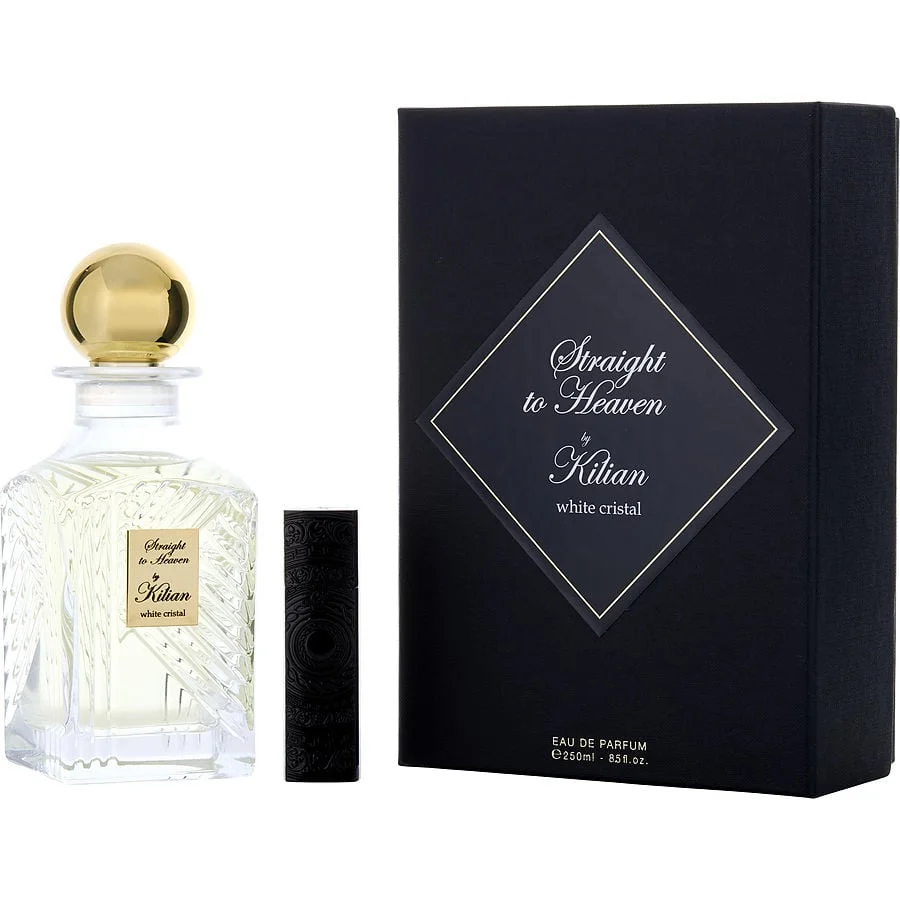 Straight
to Heaven
by
Kilian
white cristal
Straight
to Heaven
by
Kilian
white cristal
EAU DE PARFUM
℮250ml - 8.5fl.oz.